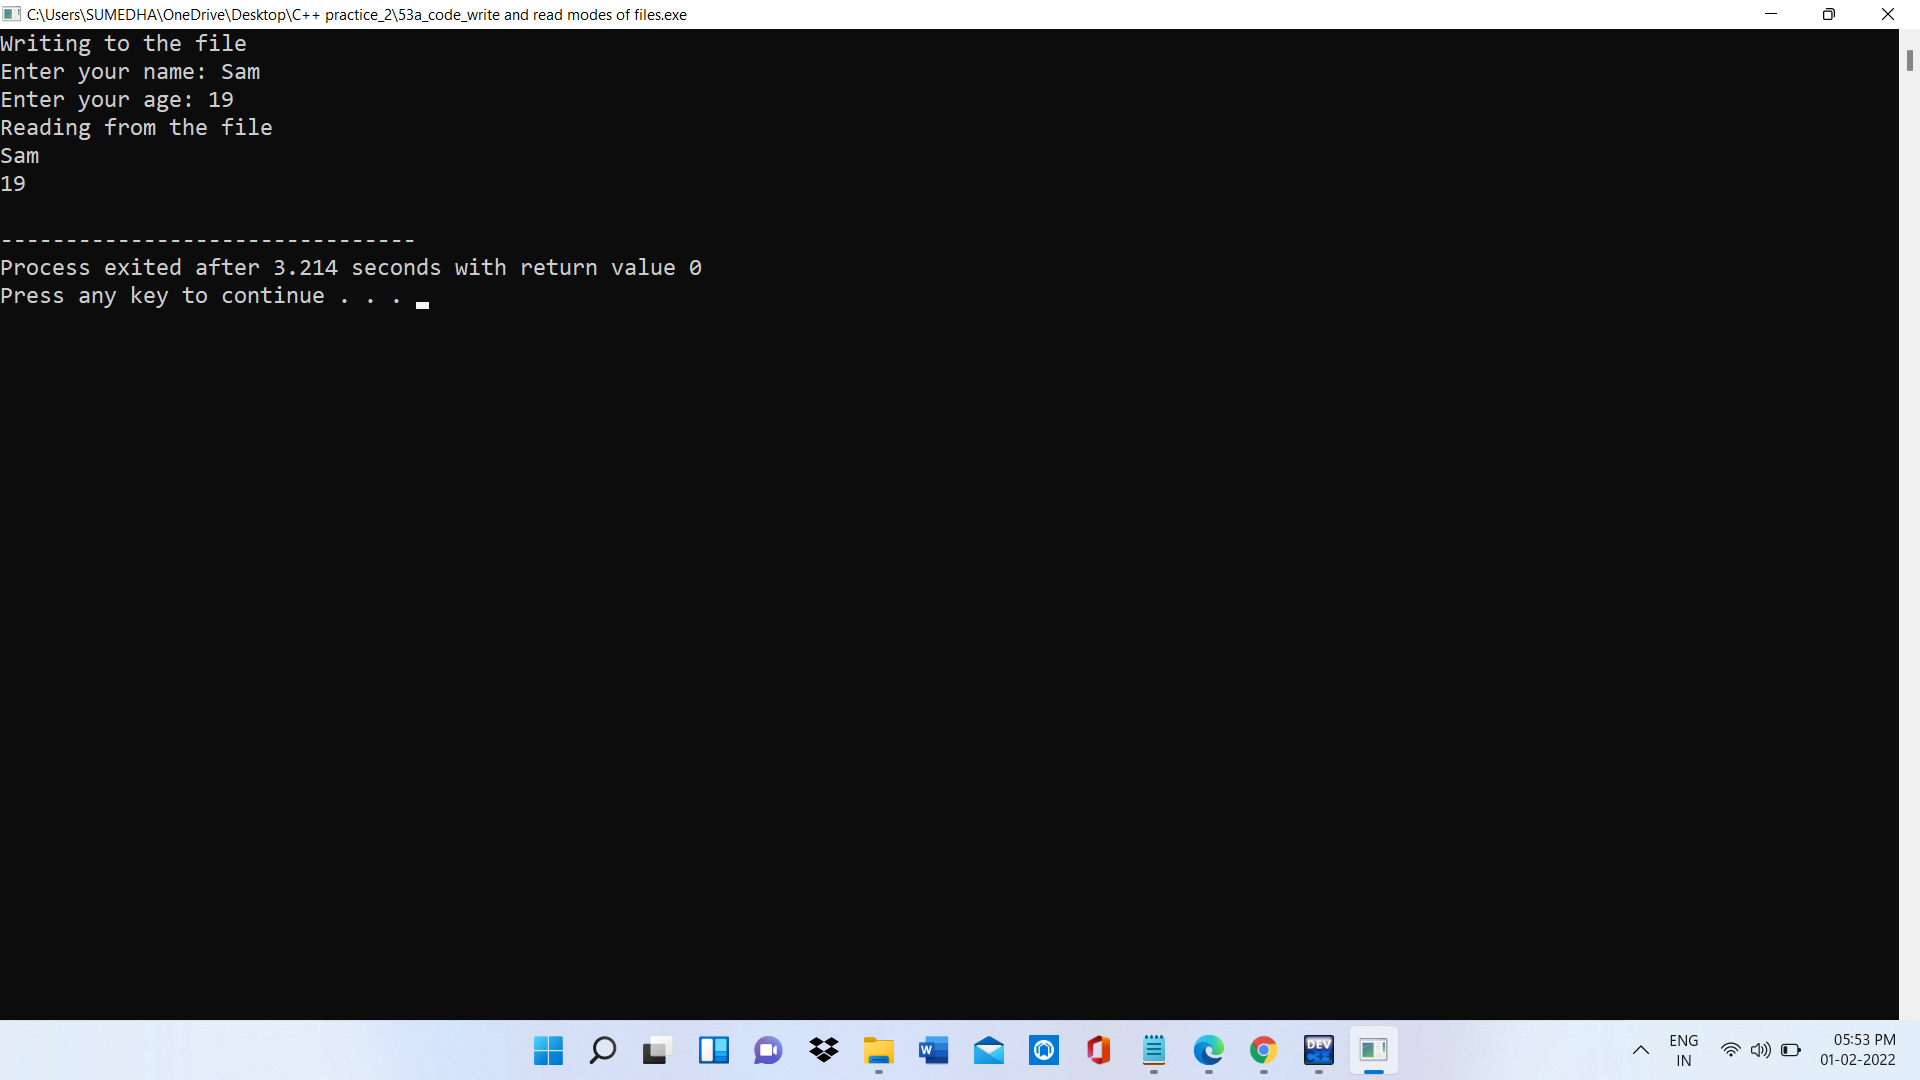 C:\Users\SUMEDHA\OneDrive\Desktop\C++ practice_2\53a_code_write and read modes of files.exe
Writing to the file
Enter your name: Sam
Enter your age: 19
Reading from the file
Sam
19
--------------------------------
Process exited after 3.214 seconds with return value 0
Press any key to continue . . .
W
DEV
C++
ENG
IN
05:53 PM
01-02-2022